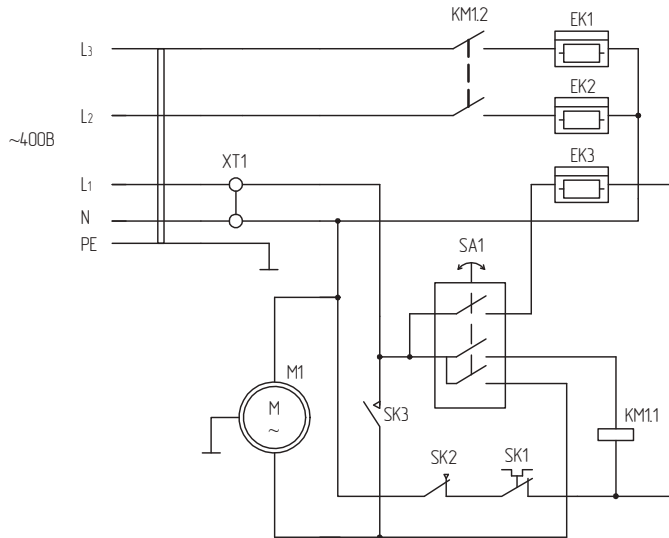 KM1.2
EK1
L3
EK2
L2
~400В
EK3
XT1
L1
N
SA1
PE
M1
M
~
SK3
KM1.1
SK2
SK1